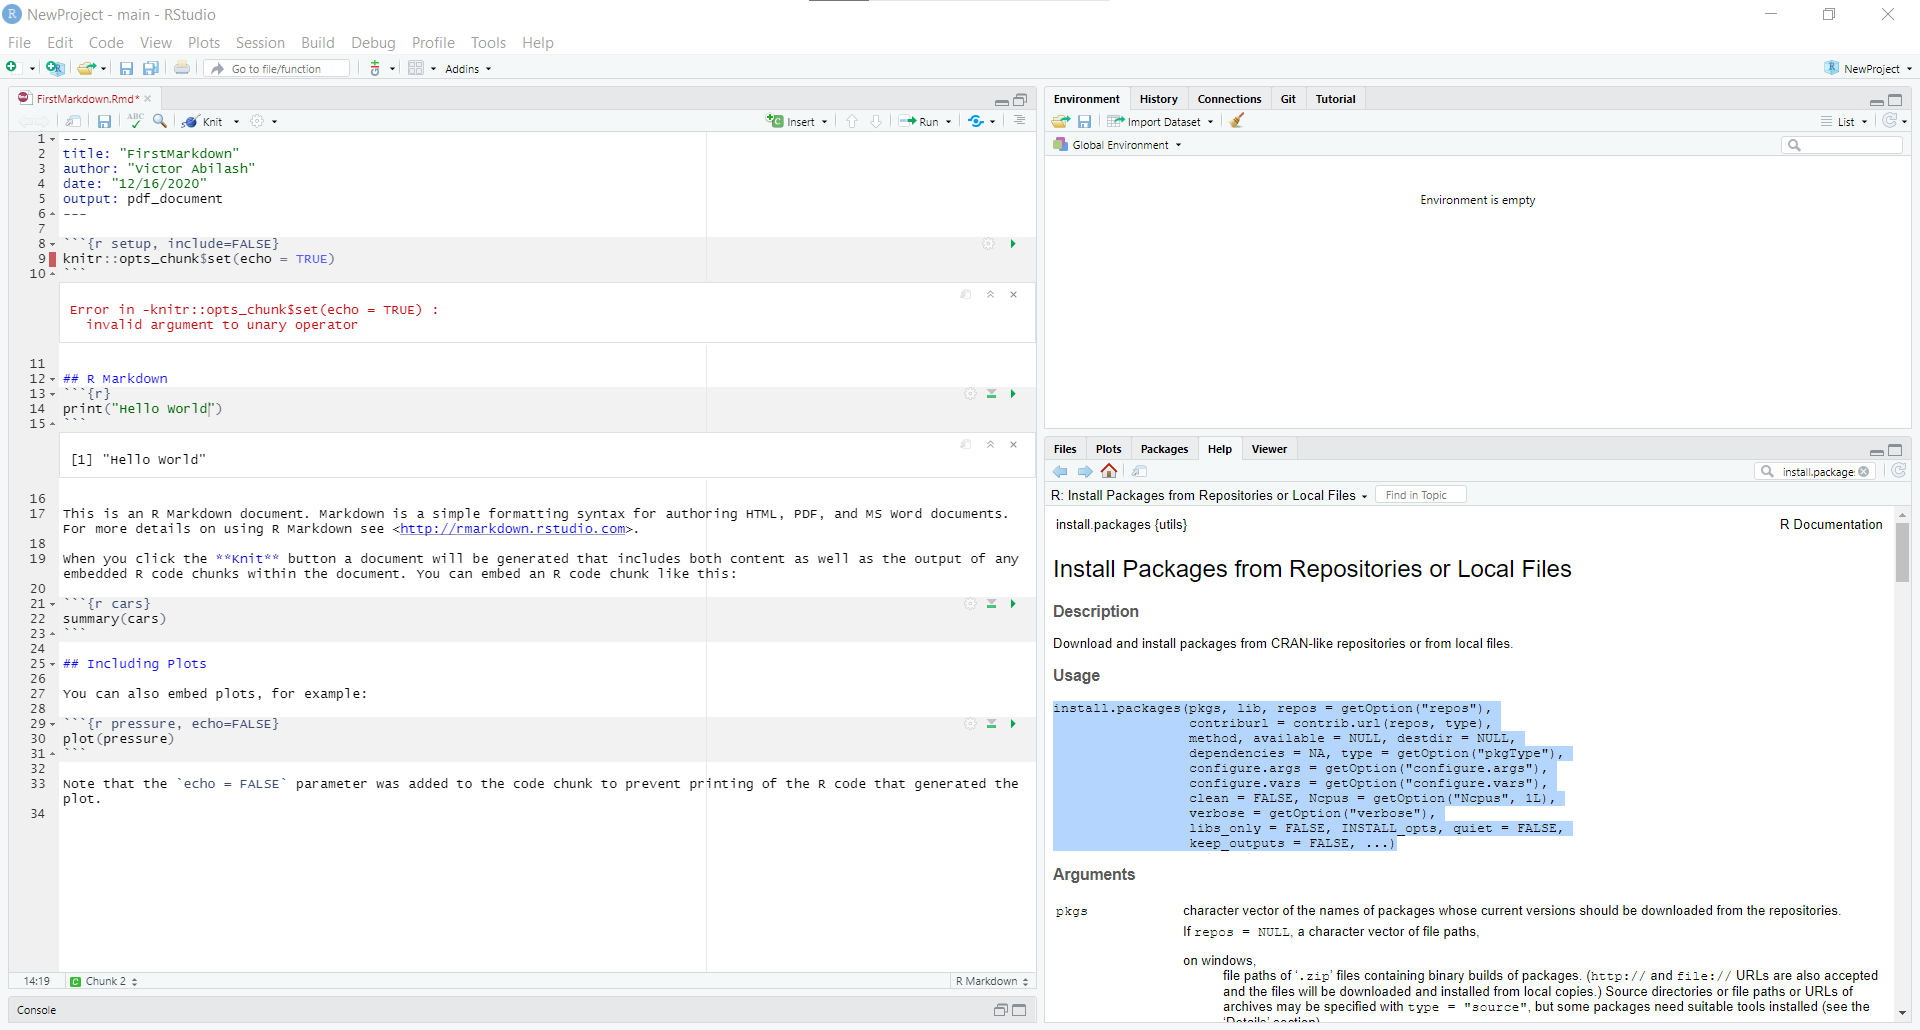 NewProject - main - RStudio
File Edit Code View Plots Session Build Debug Profile Tools Help
Go to file/function Addins NewProject
FirstMarkdown.Rmd*
ABC Knit Insert Run
1 ---
2 title: "FirstMarkdown"
3 author: "Victor Abilash"
4 date: "12/16/2020"
5 output: pdf_document
6 ---
7
8 ```{r setup, include=FALSE}
9 knitr::opts_chunk$set(echo = TRUE)
10 ```
Error in -knitr::opts_chunk$set(echo = TRUE) :
invalid argument to unary operator
11
12 ## R Markdown
13 ```{r}
14 print("Hello World")
15 ```
[1] "Hello World"
16
17 This is an R Markdown document. Markdown is a simple formatting syntax for authoring HTML, PDF, and MS Word documents.
For more details on using R Markdown see <http://rmarkdown.rstudio.com>.
18
19 When you click the **Knit** button a document will be generated that includes both content as well as the output of any
embedded R code chunks within the document. You can embed an R code chunk like this:
20
21 ```{r cars}
22 summary(cars)
23 ```
24
25 ## Including Plots
26
27 You can also embed plots, for example:
28
29 ```{r pressure, echo=FALSE}
30 plot(pressure)
31 ```
32
33 Note that the `echo = FALSE` parameter was added to the code chunk to prevent printing of the R code that generated the
plot.
34
14:19 Chunk 2 R Markdown
Console
Environment History Connections Git Tutorial
Import Dataset List
Global Environment
Environment is empty
Files Plots Packages Help Viewer
install.package
R: Install Packages from Repositories or Local Files Find in Topic
install.packages {utils} R Documentation
Install Packages from Repositories or Local Files
Description
Download and install packages from CRAN-like repositories or from local files.
Usage
install.packages(pkgs, lib, repos = getOption("repos"),
contriburl = contrib.url(repos, type),
method, available = NULL, destdir = NULL,
dependencies = NA, type = getOption("pkgType"),
configure.args = getOption("configure.args"),
configure.vars = getOption("configure.vars"),
clean = FALSE, Ncpus = getOption("Ncpus", 1L),
verbose = getOption("verbose"),
libs_only = FALSE, INSTALL_opts, quiet = FALSE,
keep_outputs = FALSE, ...)
Arguments
pkgs character vector of the names of packages whose current versions should be downloaded from the repositories.
If repos = NULL, a character vector of file paths,
on windows,
file paths of ‘.zip’ files containing binary builds of packages. (http:// and file:// URLs are also accepted
and the files will be downloaded and installed from local copies.) Source directories or file paths or URLs of
archives may be specified with type = "source", but some packages need suitable tools installed (see the
‘Details’ section)